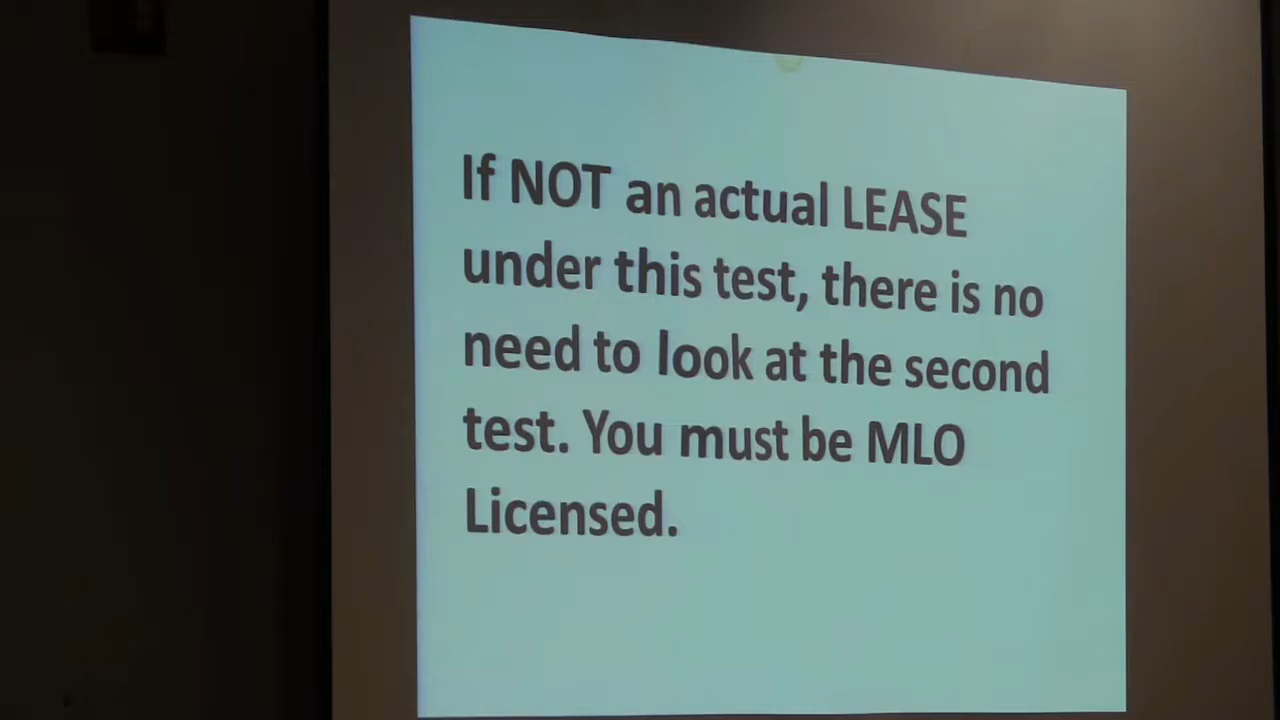 If NOT an actual LEASE
under this test, there is no
need to look at the second
test. You must be MLO
Licensed.